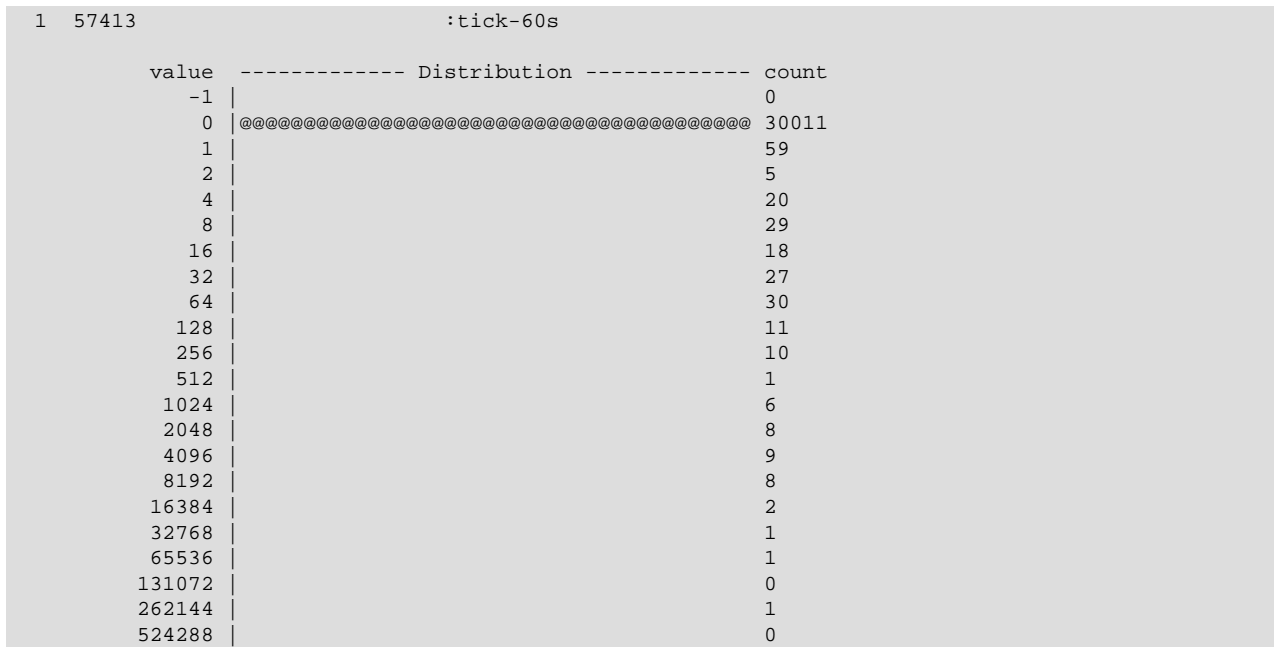 1  57413                        :tick-60s
value  ------------- Distribution ------------- count
-1 |                                         0
0 |@@@@@@@@@@@@@@@@@@@@@@@@@@@@@@@@@@@@@@@@ 30011
1 |                                         59
2 |                                         5
4 |                                         20
8 |                                         29
16 |                                         18
32 |                                         27
64 |                                         30
128 |                                         11
256 |                                         10
512 |                                         1
1024 |                                         6
2048 |                                         8
4096 |                                         9
8192 |                                         8
16384 |                                         2
32768 |                                         1
65536 |                                         1
131072 |                                         0
262144 |                                         1
524288 |                                         0